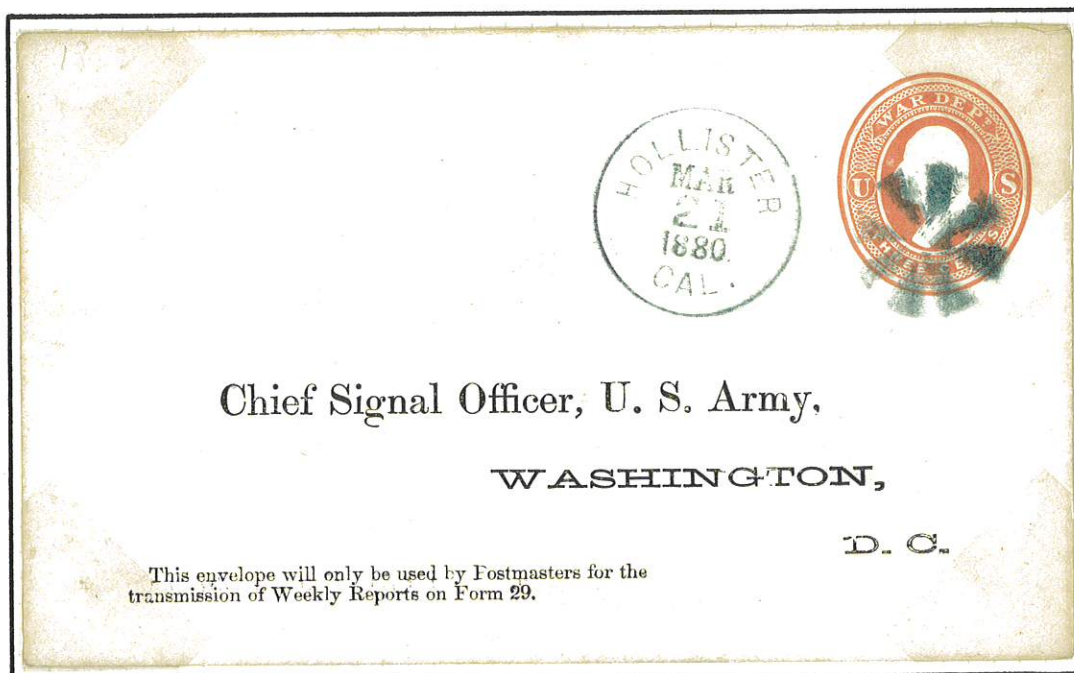 WAR DEPT
U S
HOLLISTER
MAR
21
1880
CAL.
Chief Signal Officer, U. S. Army,
WASHINGTON,
D. C.
This envelope will only be used by Postmasters for the
transmission of Weekly Reports on Form 29.